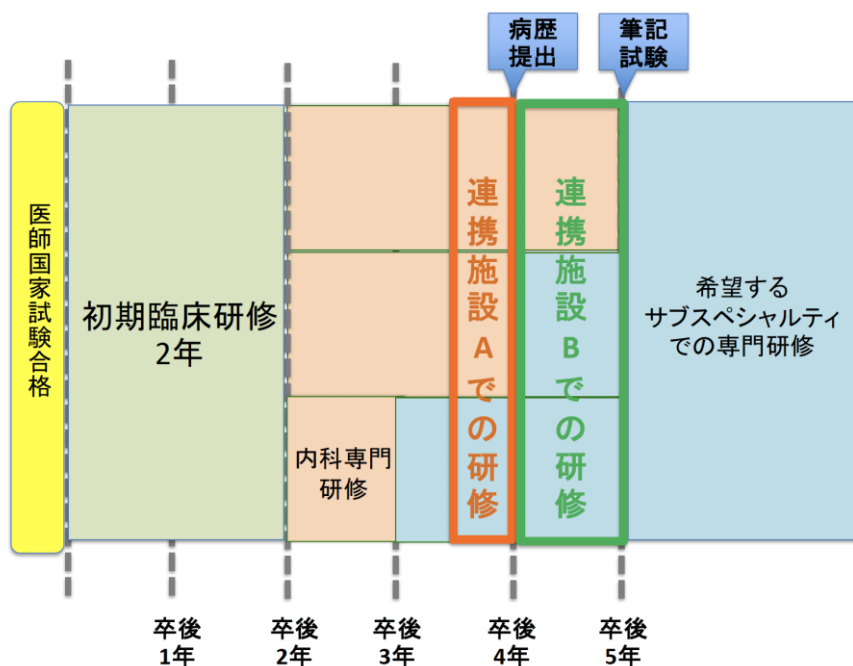 病歴
提出
筆記
試験
医師国家試験合格
初期臨床研修
2年
内科専門
研修
連携施設Aでの研修
連携施設Bでの研修
希望する
サブスペシャルティ
での専門研修
卒後
1年
卒後
2年
卒後
3年
卒後
4年
卒後
5年